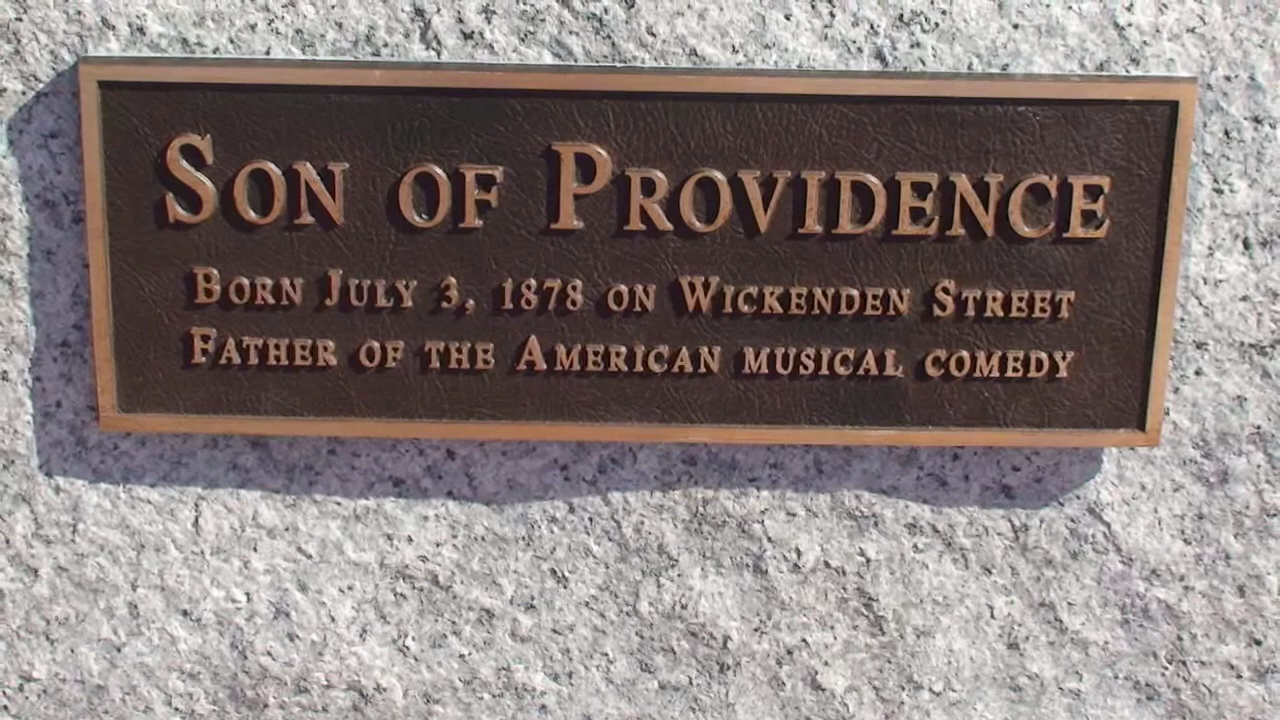 Son of Providence
Born July 3, 1878 on Wickenden Street
Father of the American musical comedy